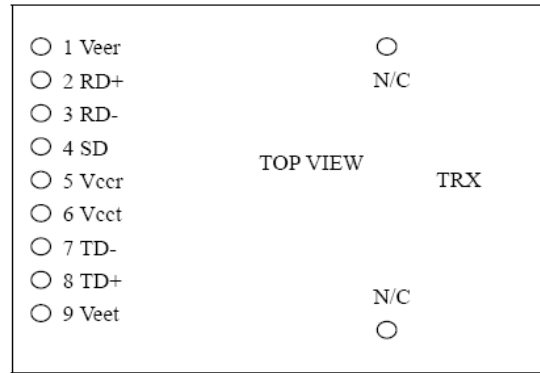 1 Veer
2 RD+
N/C
3 RD-
4 SD
TOP VIEW
5 Vccr
TRX
6 Vcct
7 TD-
8 TD+
N/C
9 Veet